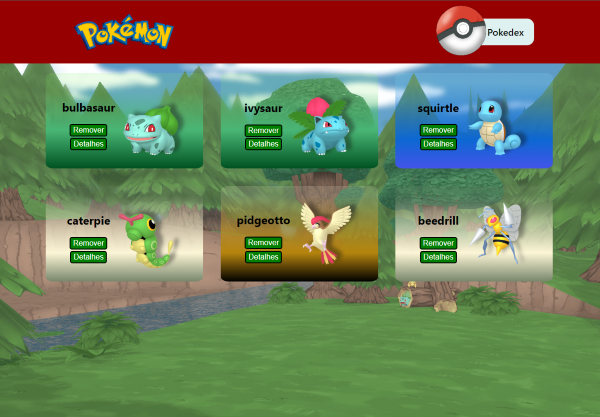 POKéMON
Pokedex
bulbasaur
Remover
Detalhes
ivysaur
Remover
Detalhes
squirtle
Remover
Detalhes
caterpie
Remover
Detalhes
pidgeotto
Remover
Detalhes
beedrill
Remover
Detalhes